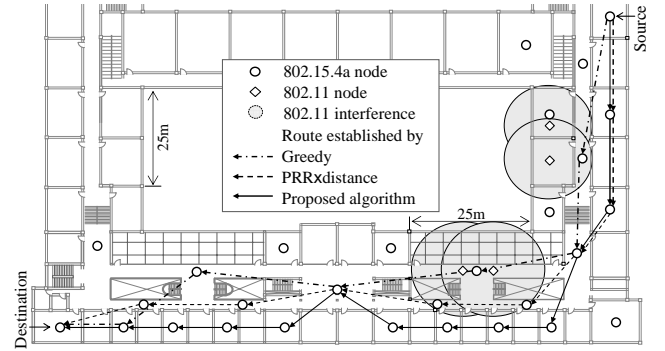 Source
802.15.4a node
802.11 node
802.11 interference
Route established by
Greedy
PRRxdistance
Proposed algorithm
25m
25m
Destination